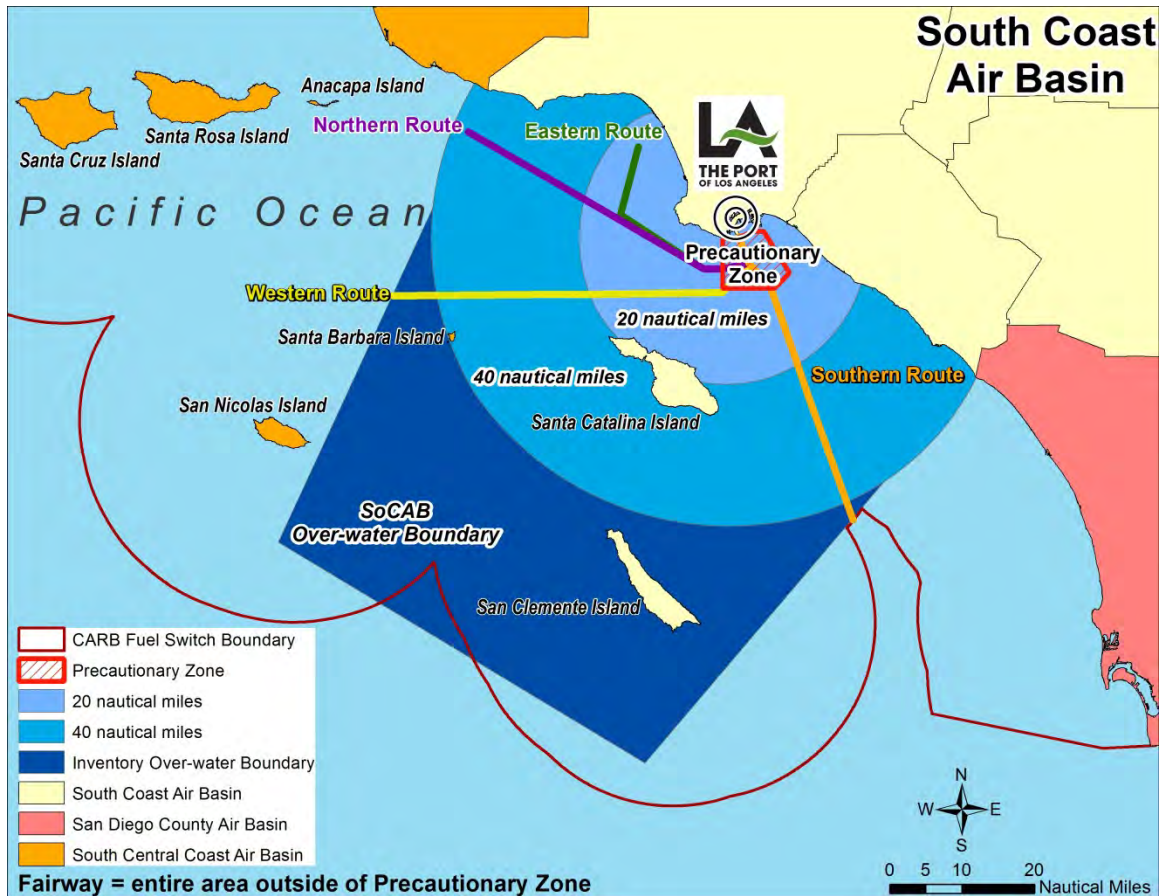 South Coast
Air Basin
Anacapa Island
Santa Rosa Island
Santa Cruz Island
Northern Route
Eastern Route
LA
THE PORT
OF LOS ANGELES
Pacific Ocean
Precautionary
Zone
Western Route
20 nautical miles
Santa Barbara Island
40 nautical miles
Southern Route
San Nicolas Island
Santa Catalina Island
SoCAB
Over-water Boundary
San Clemente Island
CARB Fuel Switch Boundary
Precautionary Zone
20 nautical miles
40 nautical miles
Inventory Over-water Boundary
South Coast Air Basin
San Diego County Air Basin
South Central Coast Air Basin
Fairway = entire area outside of Precautionary Zone
N
W E
S
0 5 10 20
Nautical Miles